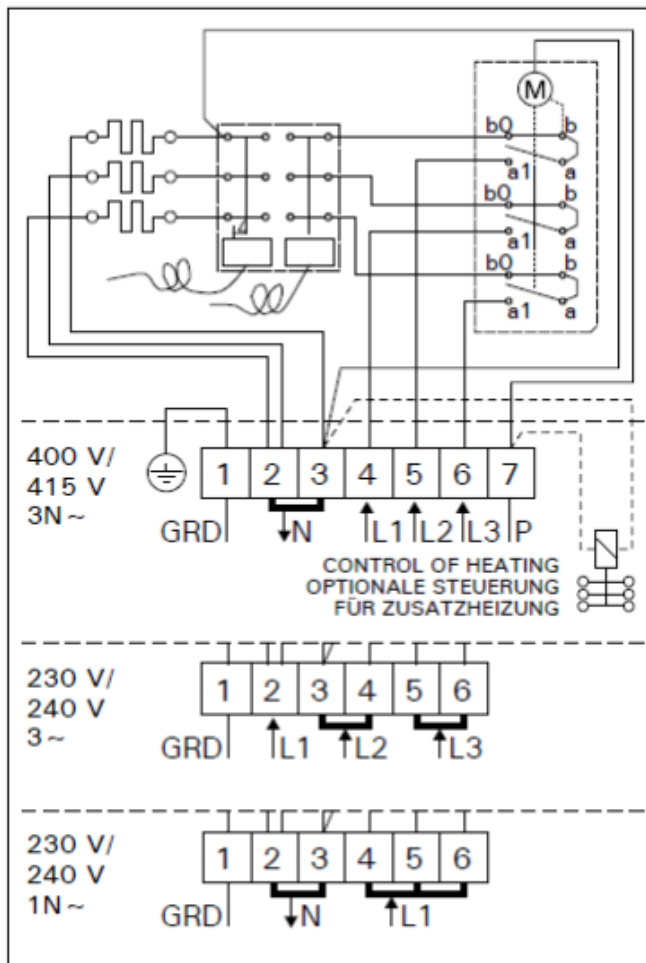 M
b0 b
a1 a
b0 b
a1 a
b0 b
a1 a
400 V/
415 V
3N~
1 2 3 4 5 6 7
GRD N L1 L2 L3 P
CONTROL OF HEATING
OPTIONALE STEUERUNG
FÜR ZUSATZHEIZUNG
230 V/
240 V
3~
1 2 3 4 5 6
GRD L1 L2 L3
230 V/
240 V
1N~
1 2 3 4 5 6
GRD N L1